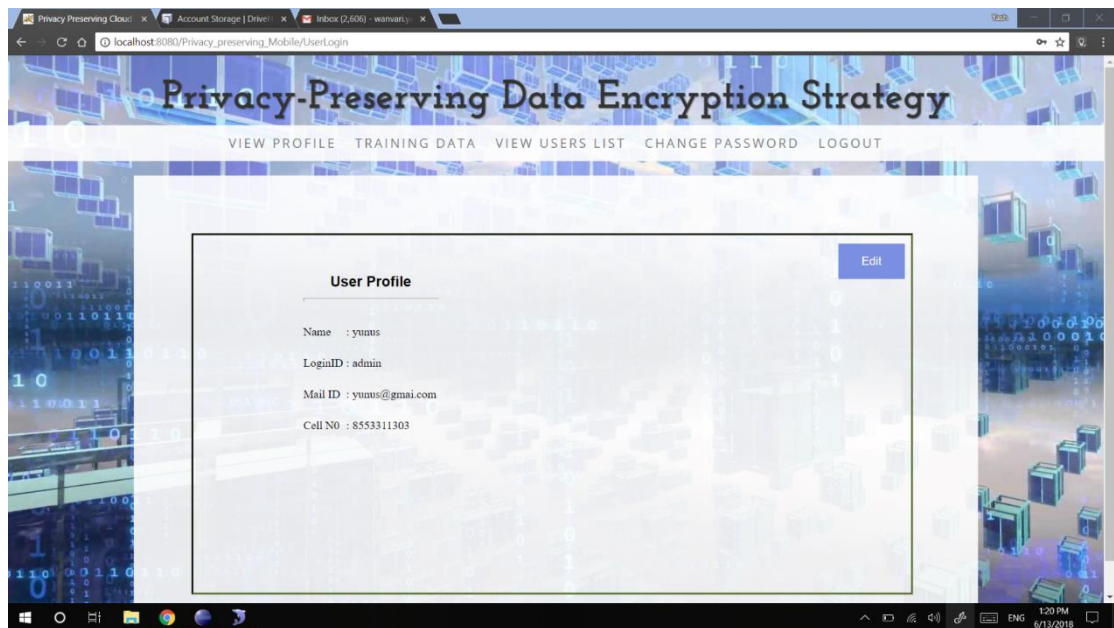 Privacy Preserving Cloud
Account Storage | DriveH
Inbox (2,606) - wanvari.y
Yash
localhost:8080/Privacy_preserving_Mobile/UserLogin
Privacy-Preserving Data Encryption Strategy
VIEW PROFILE TRAINING DATA VIEW USERS LIST CHANGE PASSWORD LOGOUT
Edit
User Profile
Name : yunus
LoginID : admin
Mail ID : yunus@gmai.com
Cell N0 : 8553311303
ENG
1:20 PM
6/13/2018